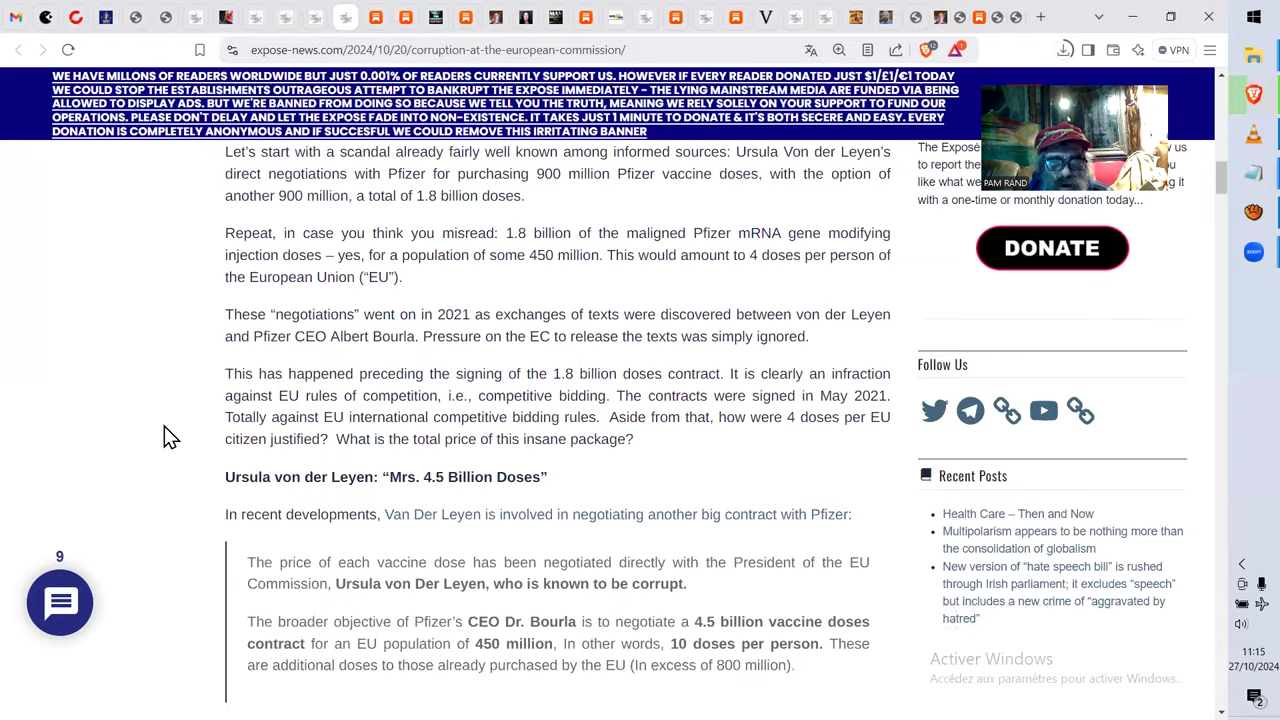 expose-news.com/2024/10/20/corruption-at-the-european-commission/
12
1
VPN
WE HAVE MILLONS OF READERS WORLDWIDE BUT JUST 0.001% OF READERS CURRENTLY SUPPORT US. HOWEVER IF EVERY READER DONATED JUST $1/£1/€1 TODAY
WE COULD STOP THE ESTABLISHMENTS OUTRAGEOUS ATTEMPT TO BANKRUPT THE EXPOSE IMMEDIATELY - THE LYING MAINSTREAM MEDIA ARE FUNDED VIA BEING
ALLOWED TO DISPLAY ADS. BUT WE'RE BANNED FROM DOING SO BECAUSE WE TELL YOU THE TRUTH, MEANING WE RELY SOLELY ON YOUR SUPPORT TO FUND OUR
OPERATIONS. PLEASE DON'T DELAY AND LET THE EXPOSE FADE INTO NON-EXISTENCE. IT TAKES JUST 1 MINUTE TO DONATE & IT'S BOTH SECERE AND EASY. EVERY
DONATION IS COMPLETELY ANONYMOUS AND IF SUCCESFUL WE COULD REMOVE THIS IRRITATING BANNER
Let's start with a scandal already fairly well known among informed sources: Ursula Von der Leyen's
direct negotiations with Pfizer for purchasing 900 million Pfizer vaccine doses, with the option of
another 900 million, a total of 1.8 billion doses.
Repeat, in case you think you misread: 1.8 billion of the maligned Pfizer mRNA gene modifying
injection doses – yes, for a population of some 450 million. This would amount to 4 doses per person of
the European Union ("EU").
These "negotiations" went on in 2021 as exchanges of texts were discovered between von der Leyen
and Pfizer CEO Albert Bourla. Pressure on the EC to release the texts was simply ignored.
This has happened preceding the signing of the 1.8 billion doses contract. It is clearly an infraction
against EU rules of competition, i.e., competitive bidding. The contracts were signed in May 2021.
Totally against EU international competitive bidding rules. Aside from that, how were 4 doses per EU
citizen justified? What is the total price of this insane package?
Ursula von der Leyen: "Mrs. 4.5 Billion Doses"
In recent developments, Van Der Leyen is involved in negotiating another big contract with Pfizer:
The price of each vaccine dose has been negotiated directly with the President of the EU
Commission, Ursula von Der Leyen, who is known to be corrupt.
The broader objective of Pfizer's CEO Dr. Bourla is to negotiate a 4.5 billion vaccine doses
contract for an EU population of 450 million, In other words, 10 doses per person. These
are additional doses to those already purchased by the EU (In excess of 800 million).
9
PAM RAND
The Exposé
us
to report the
like what we
it
with a one-time or monthly donation today...
DONATE
Follow Us
Recent Posts
Health Care – Then and Now
Multipolarism appears to be nothing more than
the consolidation of globalism
New version of "hate speech bill" is rushed
through Irish parliament; it excludes "speech"
but includes a new crime of "aggravated by
hatred"
Activer Windows
Accédez aux paramètres pour activer Windows.
zoom
11:15
27/10/2024
2